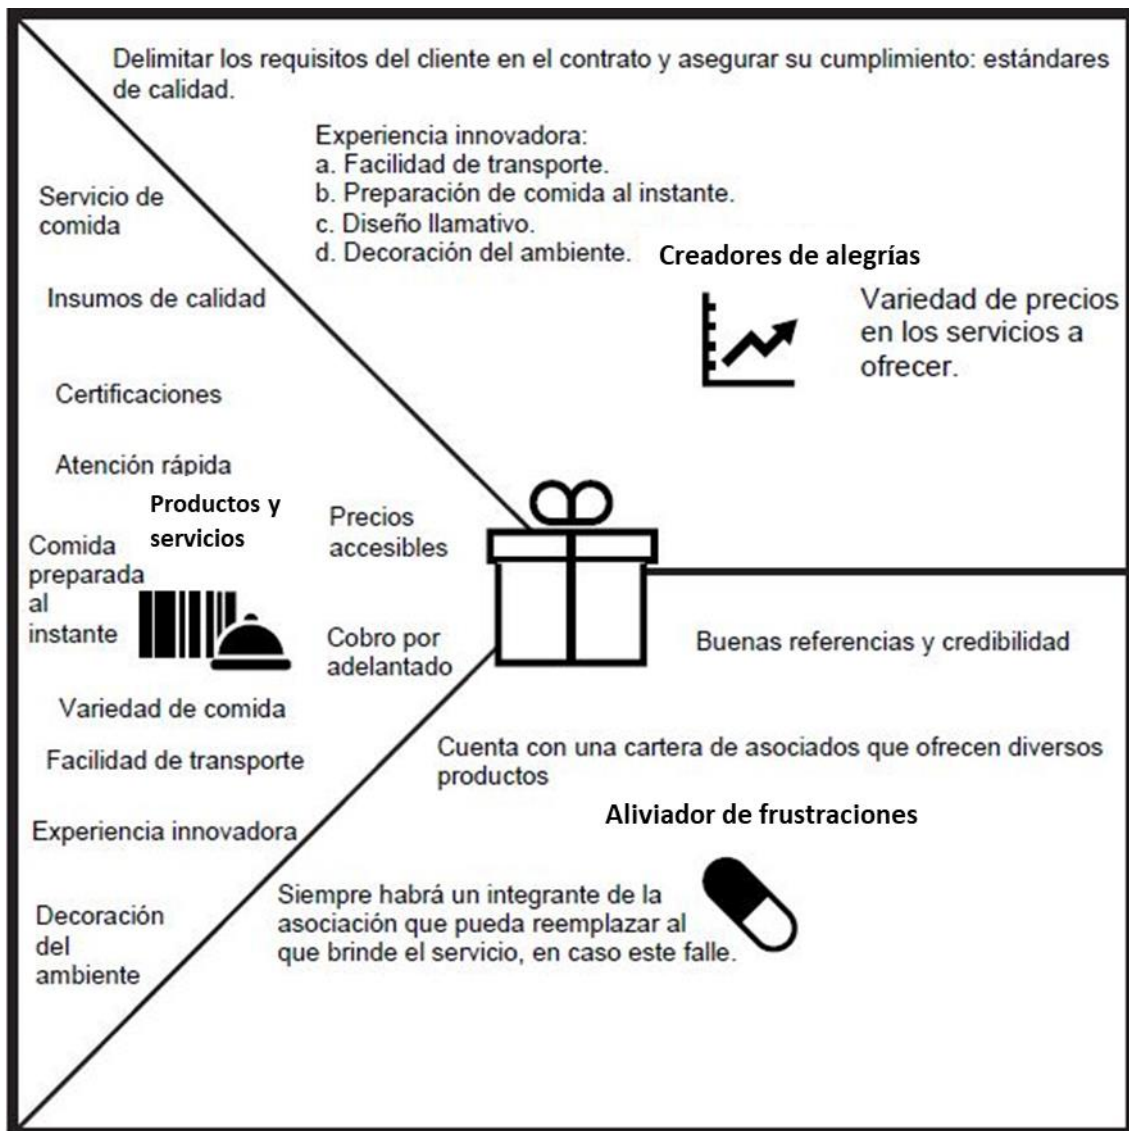 Delimitar los requisitos del cliente en el contrato y asegurar su cumplimiento: estándares
de calidad.
Experiencia innovadora:
a. Facilidad de transporte.
b. Preparación de comida al instante.
c. Diseño llamativo.
d. Decoración del ambiente.
Creadores de alegrías
Variedad de precios
en los servicios a
ofrecer.
Servicio de
comida
Insumos de calidad
Certificaciones
Atención rápida
Productos y
servicios
Precios
accesibles
Comida
preparada
al
instante
Cobro por
adelantado
Variedad de comida
Facilidad de transporte
Experiencia innovadora
Decoración
del
ambiente
Buenas referencias y credibilidad
Cuenta con una cartera de asociados que ofrecen diversos
productos
Aliviador de frustraciones
Siempre habrá un integrante de la
asociación que pueda reemplazar al
que brinde el servicio, en caso este falle.